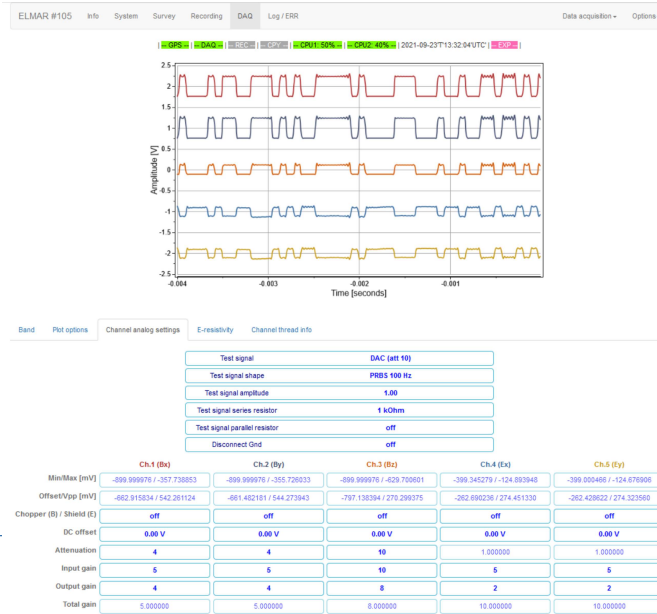 ELMAR #105 Info System Survey Recording DAQ Log / ERR Data acquisition Options
| -- GPS -- | -- DAQ -- | -- REC -- | -- CPY -- | -- CPU1: 50% -- | -- CPU2: 40% -- | 2021-09-23'T'13:32:04'UTC' | -- EXP -- |
2.5
2
1.5
1
0.5
0
-0.5
-1
-1.5
-2
-2.5
Amplitude [V]
-0.004 -0.003 -0.002 -0.001
Time [seconds]
Band Plot options Channel analog settings E-resistivity Channel thread info
Test signal DAC (att 10)
Test signal shape PRBS 100 Hz
Test signal amplitude 1.00
Test signal series resistor 1 kOhm
Test signal parallel resistor off
Disconnect Gnd off
Ch.1 (Bx) Ch.2 (By) Ch.3 (Bz) Ch.4 (Ex) Ch.5 (Ey)
Min/Max [mV] -899.999976 / -357.738853 -899.999976 / -355.726033 -899.999976 / -629.700601 -399.345279 / -124.893948 -399.000466 / -124.676906
Offset/Vpp [mV] -662.915834 / 542.261124 -661.482181 / 544.273943 -797.138394 / 270.299375 -262.690236 / 274.451330 -262.428622 / 274.323560
Chopper (B) / Shield (E) off off off off off
DC offset 0.00 V 0.00 V 0.00 V 0.00 V 0.00 V
Attenuation 4 4 10 1.000000 1.000000
Input gain 5 5 10 5 5
Output gain 4 4 8 2 2
Total gain 5.000000 5.000000 8.000000 10.000000 10.000000